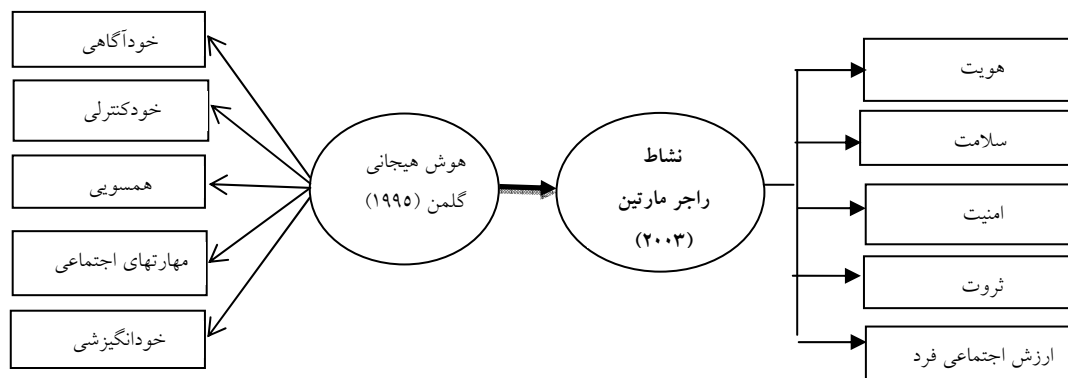 خودآگاهی
خودکنترلی
همسویی
مهارتهای اجتماعی
خودانگیزشی
هوش هیجانی
گلمن (۱۹۹۵)
نشاط
راجر مارتین
(۲۰۰۳)
هویت
سلامت
امنیت
ثروت
ارزش اجتماعی فرد